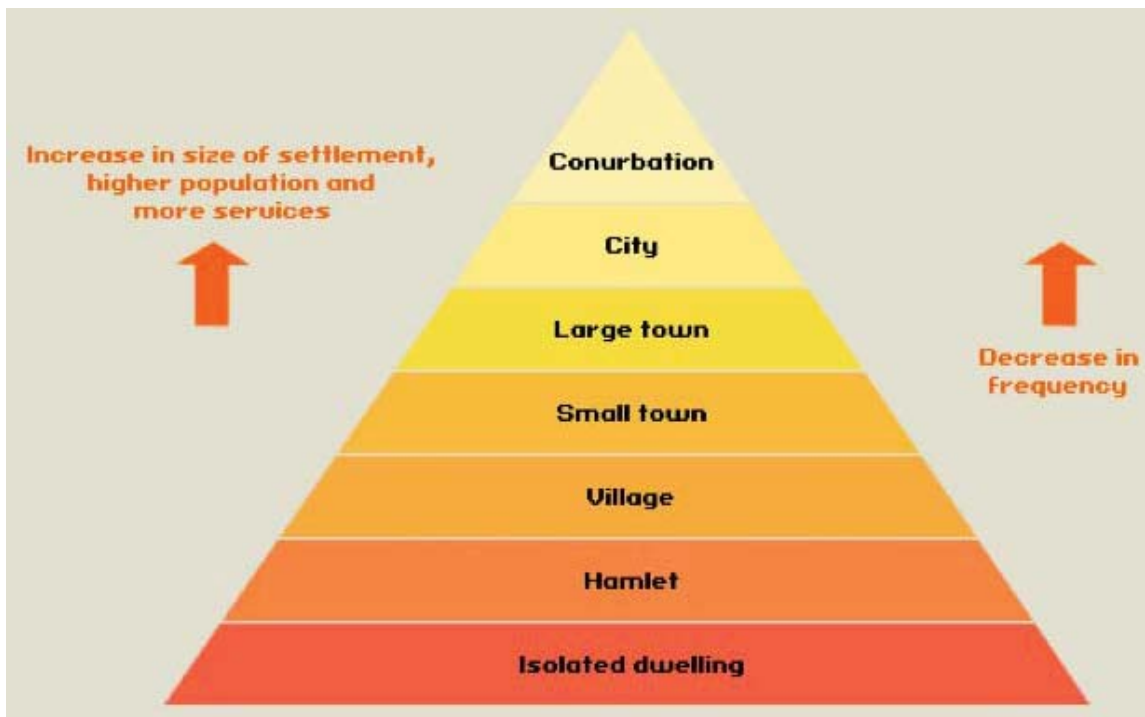 Increase in size of settlement,
higher population and
more services
Conurbation
City
Large town
Small town
Village
Hamlet
Isolated dwelling
Decrease in
frequency